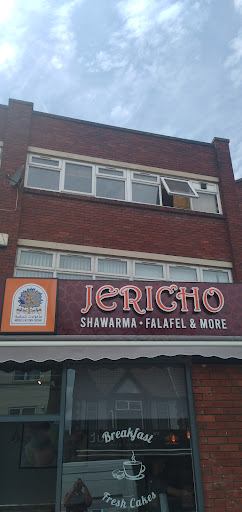 JERICHO
SHAWARMA • FALAFEL & MORE
Breakfast
Fresh Cakes